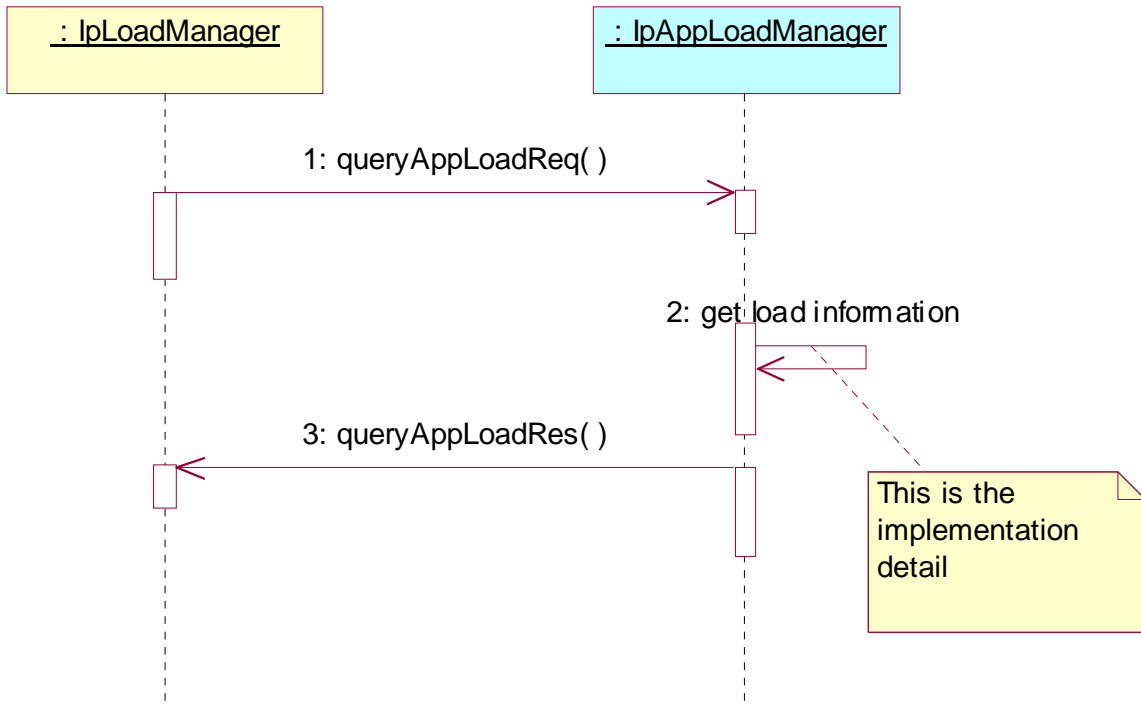 : IpLoadManager
: IpAppLoadManager
1: queryAppLoadReq( )
2: get load information
3: queryAppLoadRes( )
This is the
implementation
detail